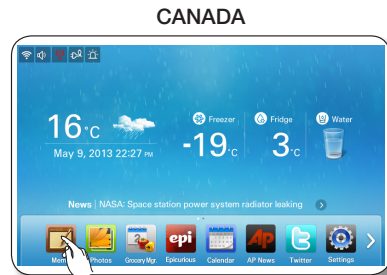 CANADA
Freezer
Fridge
Water
16°C
-19°C
3°C
May 9, 2013 22:27 PM
News | NASA: Space station power system radiator leaking
epi
Ap
Photos
Grocery Mgr.
Epicurious
Calendar
AP News
Twitter
Settings